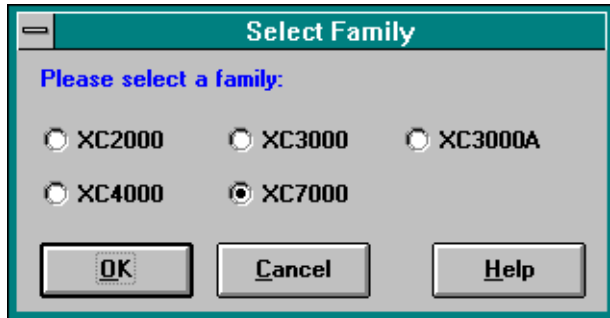 Select Family
Please select a family:
XC2000 XC3000 XC3000A
XC4000 XC7000
OK Cancel Help